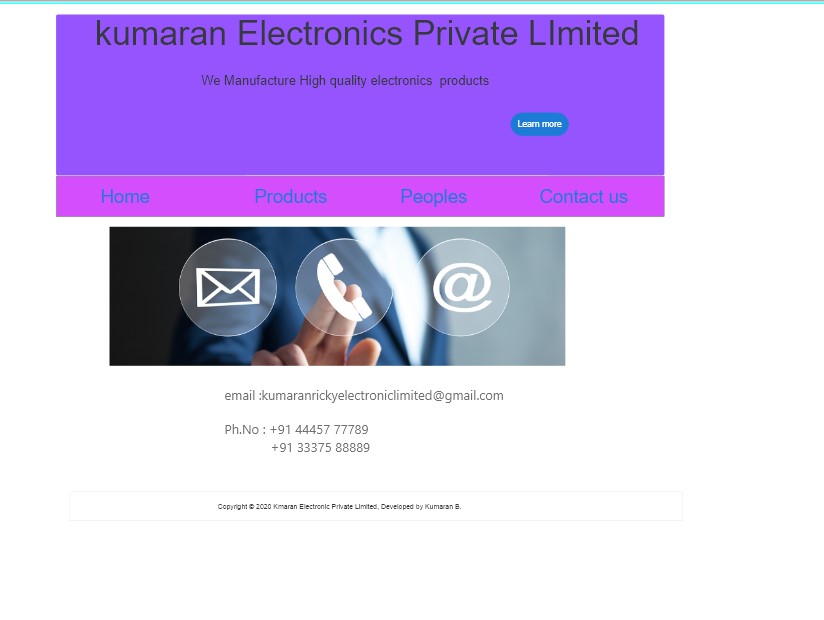 kumaran Electronics Private LImited
We Manufacture High quality electronics  products
Learn more
Home Products Peoples Contact us
@
email :kumaranrickyelectroniclimited@gmail.com
Ph.No : +91 44457 77789
+91 33375 88889
Copyright © 2020 Kmaran Electronic Private Limited, Developed by Kumaran B.